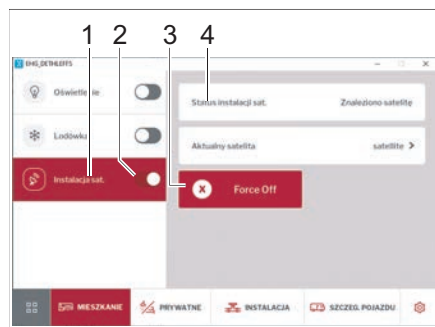 1 2 3 4
EHG_DETHLEFFS
Oświetlenie
Status instalacji sat. Znaleziono satelitę
Lodówka
Aktualny satelita satellite >
Instalacja sat.
X Force Off
MIESZKANIE PRYWATNE INSTALACJA SZCZEG. POJAZDU